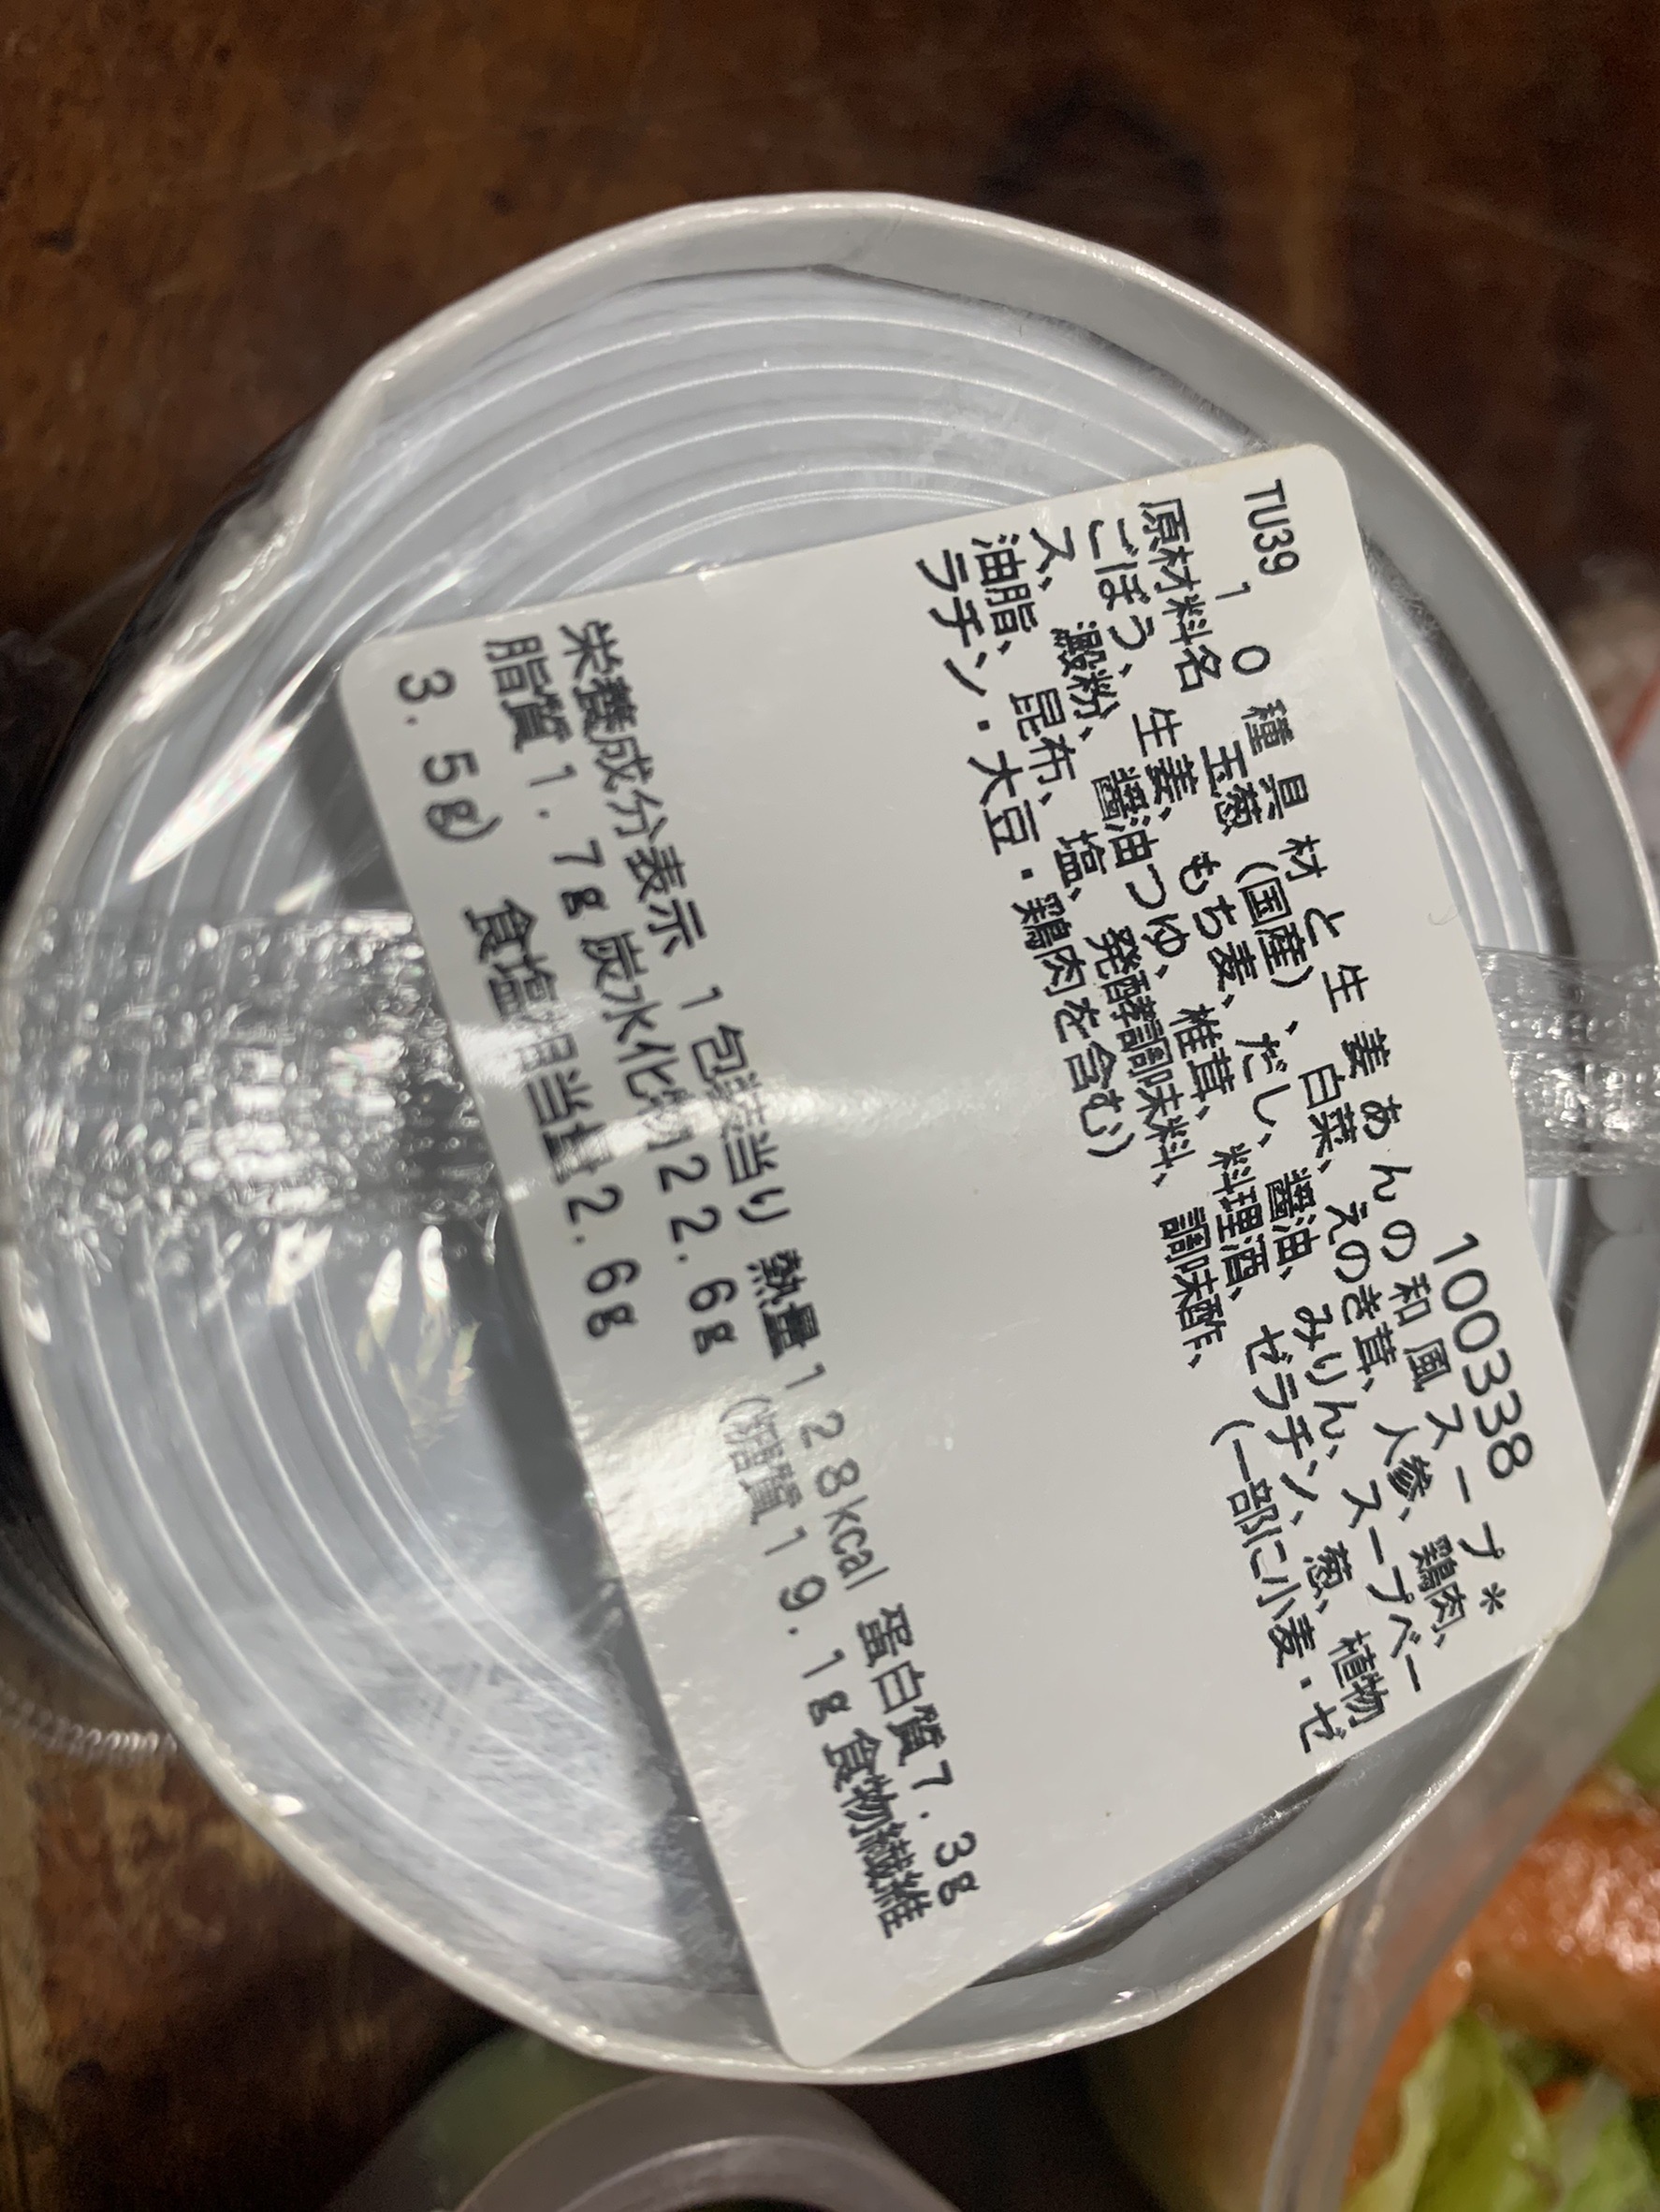 TU39 100338
10種具材と生姜あんの和風スープ*
原材料名 玉葱(国産)、白菜、えのき茸、人参、鶏肉、
ごぼう、生姜、もち麦、だし、醤油、みりん、スープベー
ス、澱粉、醤油つゆ、椎茸、料理酒、ゼラチン、葱、植物
油脂、昆布、塩、発酵調味料、調味酢、(一部に小麦・ゼ
ラチン・大豆・鶏肉を含む)
栄養成分表示 1包装当り 熱量128kcal 蛋白質7.3g
脂質1.7g 炭水化物22.6g (糖質19.1g 食物繊維
3.5g) 食塩相当量2.6g